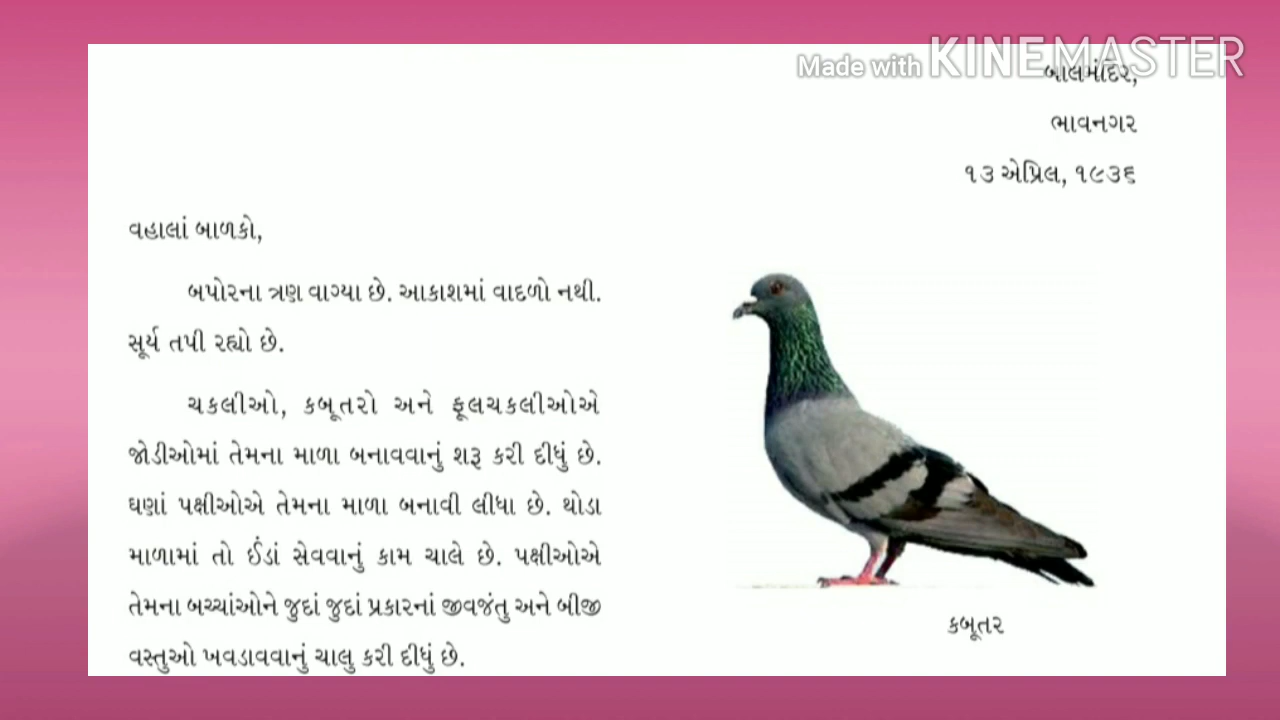 Made with KINEMASTER
બાલમંદિર,
ભાવનગર
૧૩ એપ્રિલ, ૧૯૩૬
વહાલાં બાળકો,
બપોરના ત્રણ વાગ્યા છે. આકાશમાં વાદળો નથી.
સૂર્ય તપી રહ્યો છે.
ચકલીઓ, કબૂતરો અને ફૂલચકલીઓએ
જોડીઓમાં તેમના માળા બનાવવાનું શરૂ કરી દીધું છે.
ઘણાં પક્ષીઓએ તેમના માળા બનાવી લીધા છે. થોડા
માળામાં તો ઈંડાં સેવવાનું કામ ચાલે છે. પક્ષીઓએ
તેમના બચ્ચાંઓને જુદાં જુદાં પ્રકારનાં જીવજંતુ અને બીજી
વસ્તુઓ ખવડાવવાનું ચાલુ કરી દીધું છે.
કબૂતર